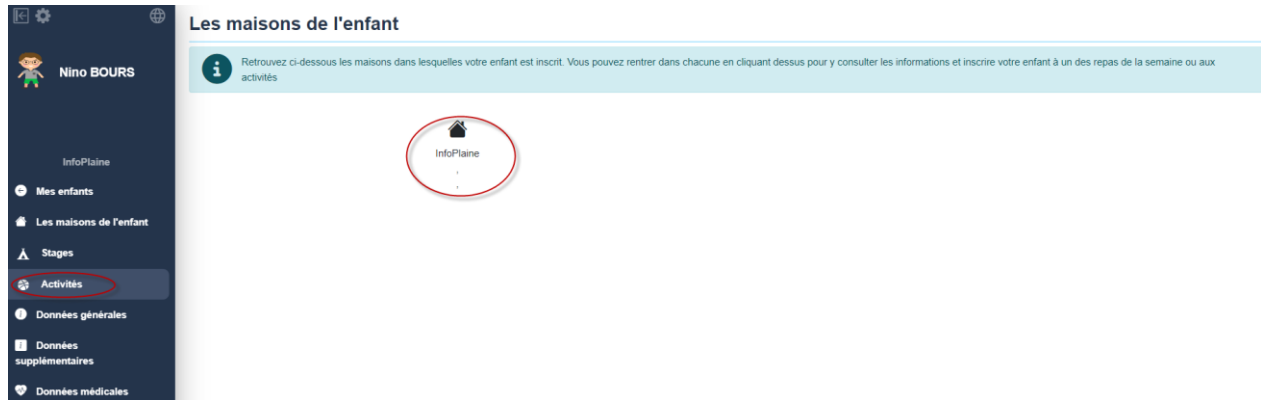 Les maisons de l'enfant
Nino BOURS
Retrouvez ci-dessous les maisons dans lesquelles votre enfant est inscrit. Vous pouvez rentrer dans chacune en cliquant dessus pour y consulter les informations et inscrire votre enfant à un des repas de la semaine ou aux
activités
InfoPlaine
,
,
InfoPlaine
Mes enfants
Les maisons de l'enfant
Stages
Activités
Données générales
Données
supplémentaires
Données médicales